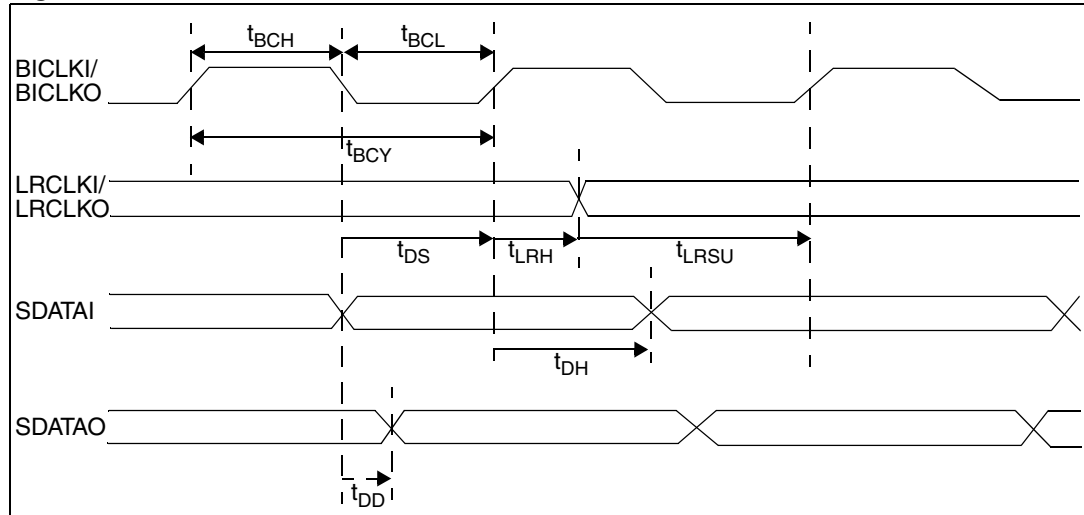 tBCH
tBCL
BICLKI/
BICLKO
tBCY
LRCLKI/
LRCLKO
tDS
tLRH
tLRSU
SDATAI
tDH
SDATAO
tDD